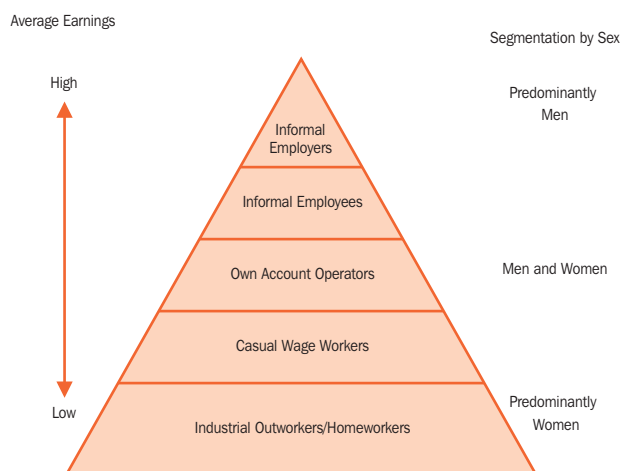 Average Earnings
Segmentation by Sex
High
Predominantly
Men
Informal
Employers
Informal Employees
Own Account Operators
Men and Women
Casual Wage Workers
Low
Predominantly
Women
Industrial Outworkers/Homeworkers